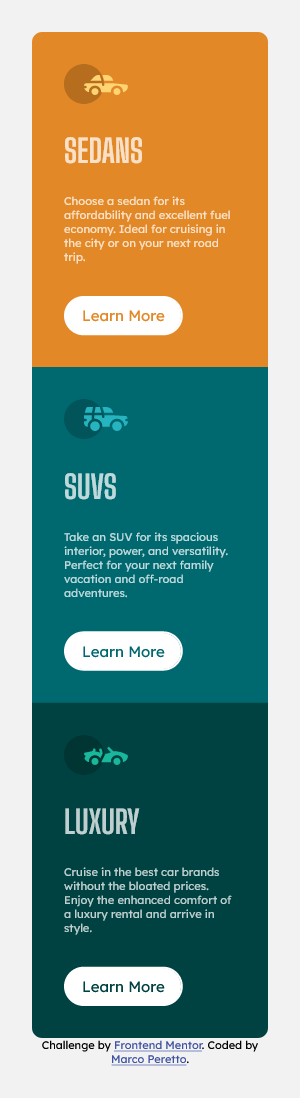 SEDANS
Choose a sedan for its
affordability and excellent fuel
economy. Ideal for cruising in
the city or on your next road
trip.
Learn More
SUVS
Take an SUV for its spacious
interior, power, and versatility.
Perfect for your next family
vacation and off-road
adventures.
Learn More
LUXURY
Cruise in the best car brands
without the bloated prices.
Enjoy the enhanced comfort of
a luxury rental and arrive in
style.
Learn More
Challenge by Frontend Mentor. Coded by
Marco Peretto.